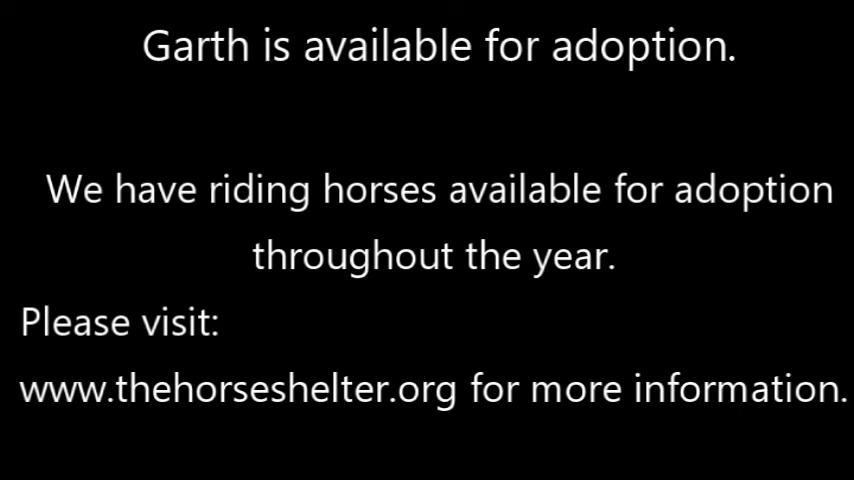 Garth is available for adoption.
We have riding horses available for adoption
throughout the year.
Please visit:
www.thehorseshelter.org for more information.